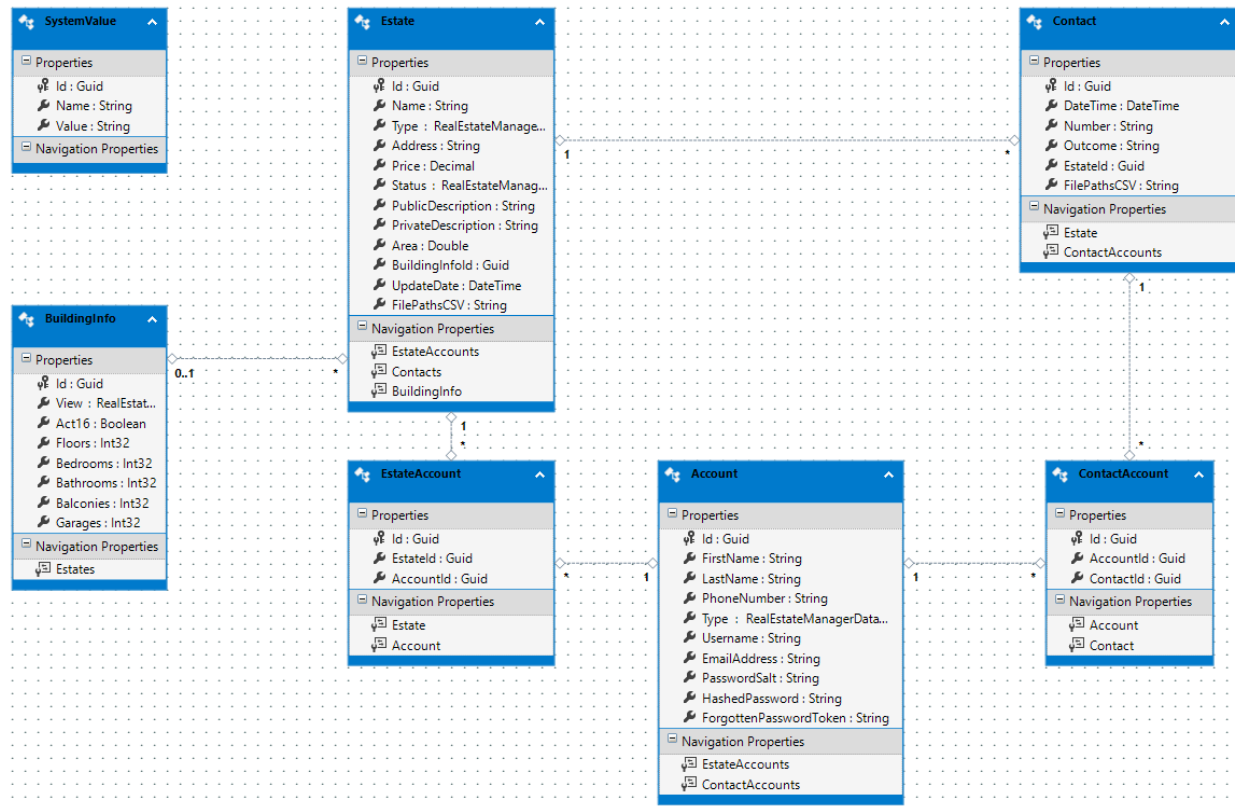 SystemValue
Properties
Id : Guid
Name : String
Value : String
Navigation Properties
Estate
Properties
Id : Guid
Name : String
Type : RealEstateManage...
Address : String
Price : Decimal
Status : RealEstateManag...
PublicDescription : String
PrivateDescription : String
Area : Double
BuildingInfoId : Guid
UpdateDate : DateTime
FilePathsCSV : String
Navigation Properties
EstateAccounts
Contacts
BuildingInfo
1
*
Contact
Properties
Id : Guid
DateTime : DateTime
Number : String
Outcome : String
EstateId : Guid
FilePathsCSV : String
Navigation Properties
Estate
ContactAccounts
BuildingInfo
Properties
Id : Guid
View : RealEstat...
Act16 : Boolean
Floors : Int32
Bedrooms : Int32
Bathrooms : Int32
Balconies : Int32
Garages : Int32
Navigation Properties
Estates
0..1
*
1
*
1
*
EstateAccount
Properties
Id : Guid
EstateId : Guid
AccountId : Guid
Navigation Properties
Estate
Account
*
1
Account
Properties
Id : Guid
FirstName : String
LastName : String
PhoneNumber : String
Type : RealEstateManagerData...
Username : String
EmailAddress : String
PasswordSalt : String
HashedPassword : String
ForgottenPasswordToken : String
Navigation Properties
EstateAccounts
ContactAccounts
1
*
ContactAccount
Properties
Id : Guid
AccountId : Guid
ContactId : Guid
Navigation Properties
Account
Contact